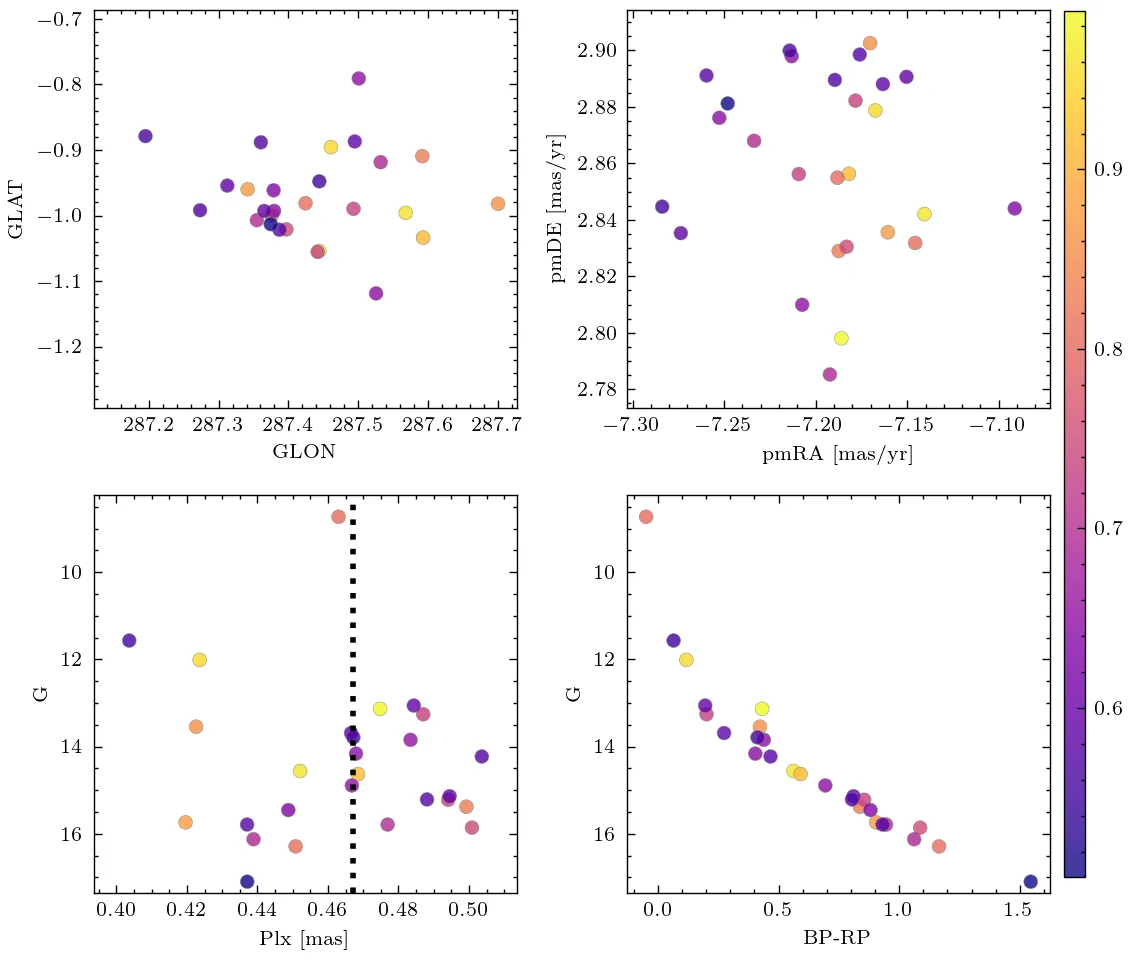 −0.7
−0.8
−0.9
−1.0
−1.1
−1.2
GLAT
287.2 287.3 287.4 287.5 287.6 287.7
GLON
2.90
2.88
2.86
2.84
2.82
2.80
2.78
pmDE [mas/yr]
−7.30 −7.25 −7.20 −7.15 −7.10
pmRA [mas/yr]
0.9
0.8
0.7
0.6
10
12
14
16
G
0.40 0.42 0.44 0.46 0.48 0.50
Plx [mas]
10
12
14
16
G
0.0 0.5 1.0 1.5
BP-RP